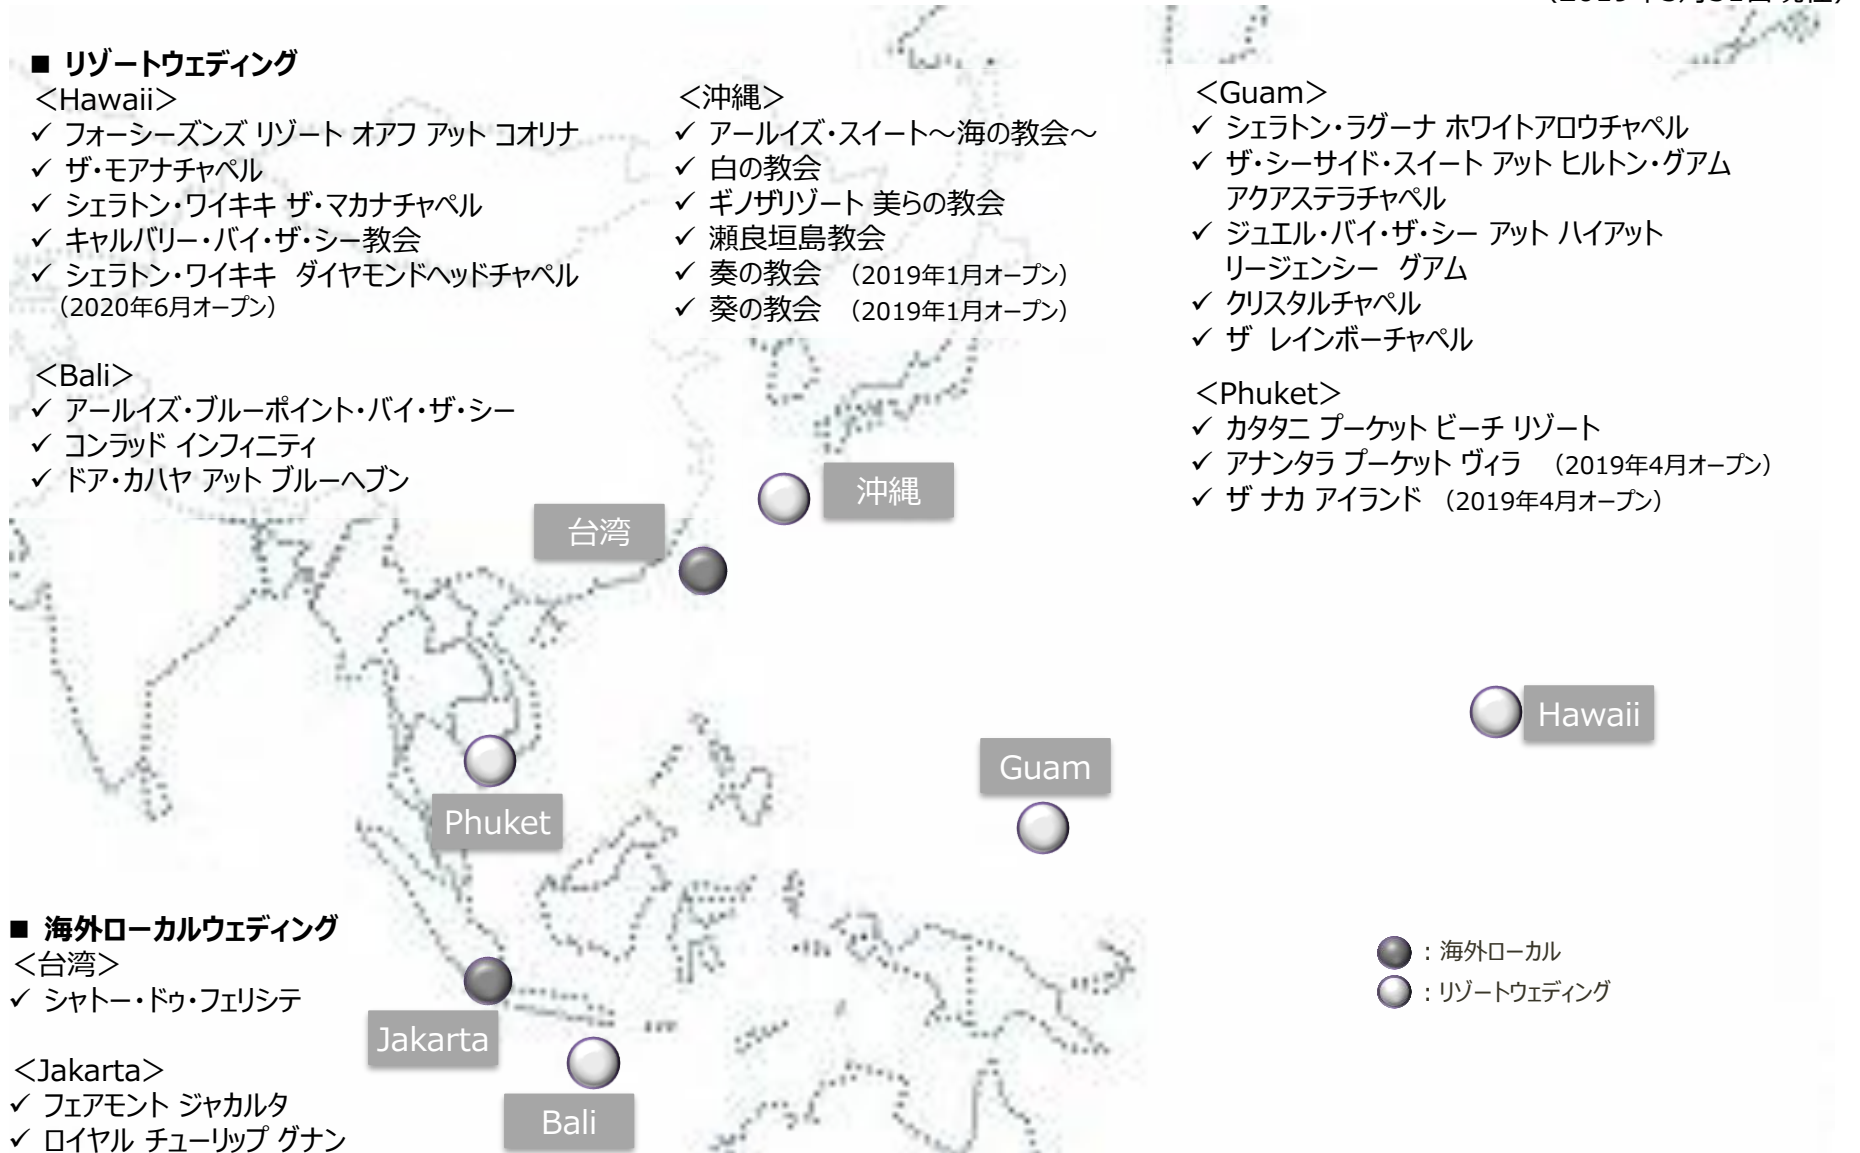 ■ リゾートウェディング
＜Hawaii＞
✓ フォーシーズンズ リゾート オアフ アット コオリナ
✓ ザ・モアナチャペル
✓ シェラトン・ワイキキ ザ・マカナチャペル
✓ キャルバリー・バイ・ザ・シー教会
✓ シェラトン・ワイキキ　ダイヤモンドヘッドチャペル
（2020年6月オープン）
＜Bali＞
✓ アールイズ・ブルーポイント・バイ・ザ・シー
✓ コンラッド インフィニティ
✓ ドア・カハヤ アット ブルーヘブン
＜沖縄＞
✓ アールイズ・スイート～海の教会～
✓ 白の教会
✓ ギノザリゾート 美らの教会
✓ 瀬良垣島教会
✓ 奏の教会　（2019年1月オープン）
✓ 葵の教会　（2019年1月オープン）
＜Guam＞
✓ シェラトン・ラグーナ ホワイトアロウチャペル
✓ ザ・シーサイド・スイート アット ヒルトン・グアム
アクアステラチャペル
✓ ジュエル・バイ・ザ・シー アット ハイアット
リージェンシー　グアム
✓ クリスタルチャペル
✓ ザ　レインボーチャペル
＜Phuket＞
✓ カタタニ プーケット ビーチ リゾート
✓ アナンタラ プーケット ヴィラ　（2019年4月オープン）
✓ ザ ナカ アイランド　（2019年4月オープン）
沖縄
台湾
Hawaii
Guam
Phuket
Jakarta
Bali
■ 海外ローカルウェディング
＜台湾＞
✓ シャトー・ドゥ・フェリシテ
＜Jakarta＞
✓ フェアモント ジャカルタ
✓ ロイヤル チューリップ グナン
：海外ローカル
：リゾートウェディング